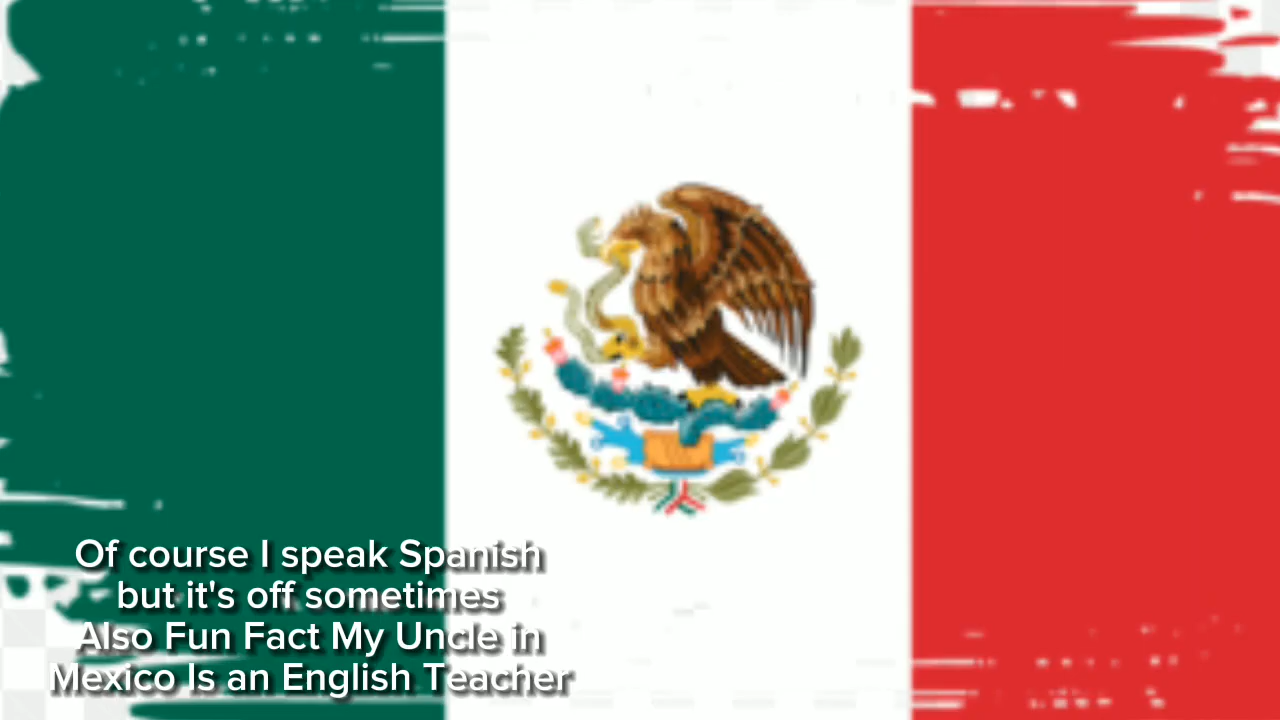 Of course I speak Spanish
but it's off sometimes
Also Fun Fact My Uncle in
Mexico Is an English Teacher